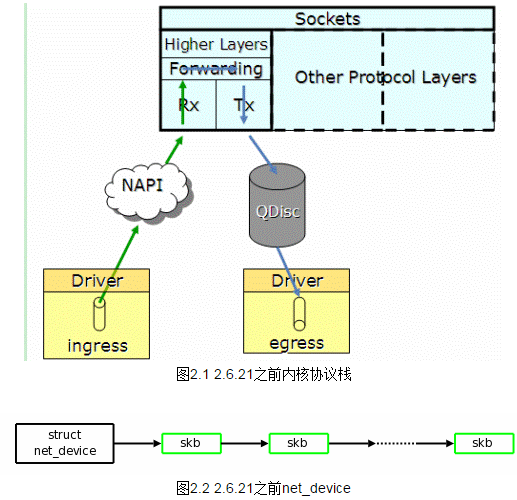 Sockets
Higher Layers
Forwarding
Rx
Tx
Other Protocol Layers
NAPI
QDisc
Driver
ingress
Driver
egress
图2.1 2.6.21之前内核协议栈
struct
net_device
skb
skb
skb
图2.2 2.6.21之前net_device